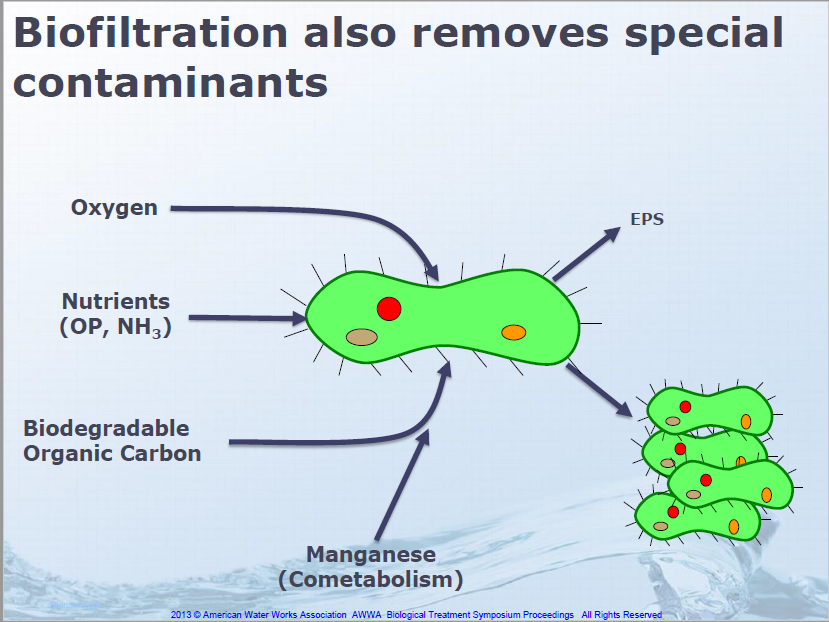 Biofiltration also removes special
contaminants
Oxygen
EPS
Nutrients
(OP, NH₃)
Biodegradable
Organic Carbon
Manganese
(Cometabolism)
2013 © American Water Works Association AWWA Biological Treatment Symposium Proceedings All Rights Reserved